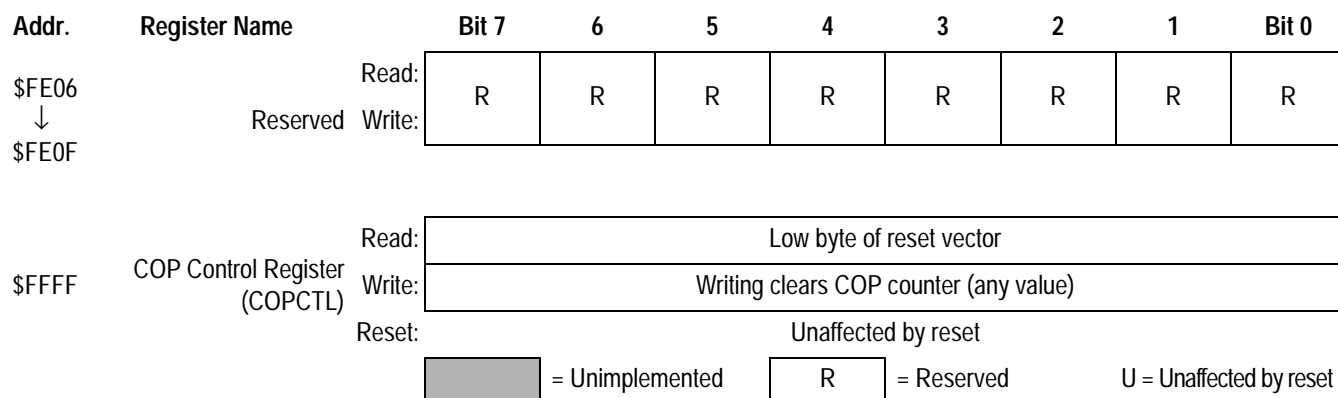 Addr. Register Name Bit 7 6 5 4 3 2 1 Bit 0
$FE06
↓
$FE0F
Reserved
Read:
Write:
R R R R R R R R
$FFFF
COP Control Register
(COPCTL)
Read: Low byte of reset vector
Write: Writing clears COP counter (any value)
Reset: Unaffected by reset
= Unimplemented R = Reserved U = Unaffected by reset